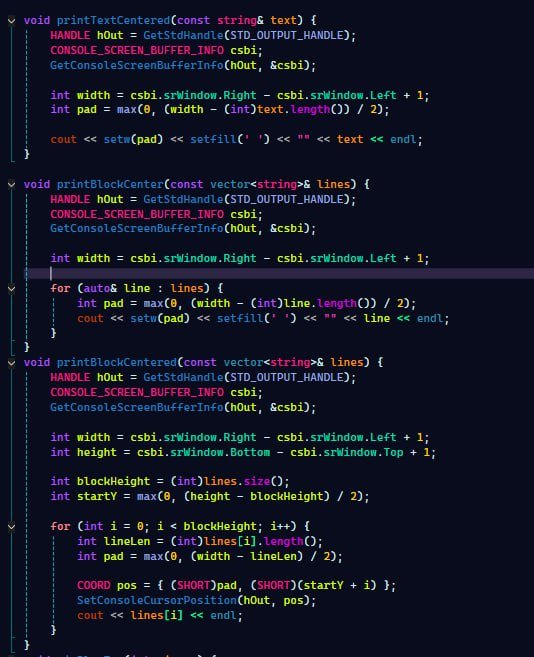 void printTextCentered(const string& text) {
    HANDLE hOut = GetStdHandle(STD_OUTPUT_HANDLE);
    CONSOLE_SCREEN_BUFFER_INFO csbi;
    GetConsoleScreenBufferInfo(hOut, &csbi);

    int width = csbi.srWindow.Right - csbi.srWindow.Left + 1;
    int pad = max(0, (width - (int)text.length()) / 2);

    cout << setw(pad) << setfill(' ') << "" << text << endl;
}

void printBlockCenter(const vector<string>& lines) {
    HANDLE hOut = GetStdHandle(STD_OUTPUT_HANDLE);
    CONSOLE_SCREEN_BUFFER_INFO csbi;
    GetConsoleScreenBufferInfo(hOut, &csbi);

    int width = csbi.srWindow.Right - csbi.srWindow.Left + 1;

    for (auto& line : lines) {
        int pad = max(0, (width - (int)line.length()) / 2);
        cout << setw(pad) << setfill(' ') << "" << line << endl;
    }
}
void printBlockCentered(const vector<string>& lines) {
    HANDLE hOut = GetStdHandle(STD_OUTPUT_HANDLE);
    CONSOLE_SCREEN_BUFFER_INFO csbi;
    GetConsoleScreenBufferInfo(hOut, &csbi);

    int width = csbi.srWindow.Right - csbi.srWindow.Left + 1;
    int height = csbi.srWindow.Bottom - csbi.srWindow.Top + 1;

    int blockHeight = (int)lines.size();
    int startY = max(0, (height - blockHeight) / 2);

    for (int i = 0; i < blockHeight; i++) {
        int lineLen = (int)lines[i].length();
        int pad = max(0, (width - lineLen) / 2);

        COORD pos = { (SHORT)pad, (SHORT)(startY + i) };
        SetConsoleCursorPosition(hOut, pos);
        cout << lines[i] << endl;
    }
}